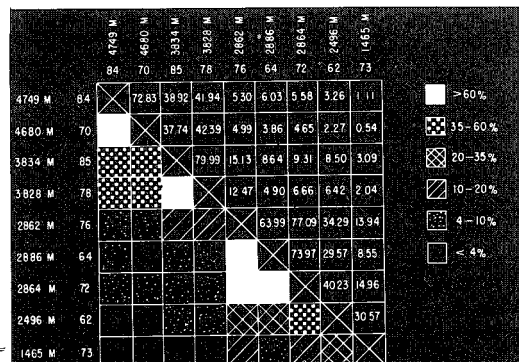 4749 M 4680 M 3834 M 3828 M 2862 M 2886 M 2864 M 2496 M 1465 M
84 70 85 78 76 64 72 62 73
4749 M 84 72.83 38.92 41.94 5.30 6.03 5.58 3.26 1.11
4680 M 70 37.74 42.39 4.99 3.86 4.65 2.27 0.54
3834 M 85 79.99 15.13 8.64 9.31 8.50 3.09
3828 M 78 12.47 4.90 6.66 6.42 2.04
2862 M 76 63.99 77.09 34.29 13.94
2886 M 64 73.97 29.57 8.55
2864 M 72 40.23 14.96
2496 M 62 30.57
1465 M 73
>60%
35-60%
20-35%
10-20%
4-10%
< 4%